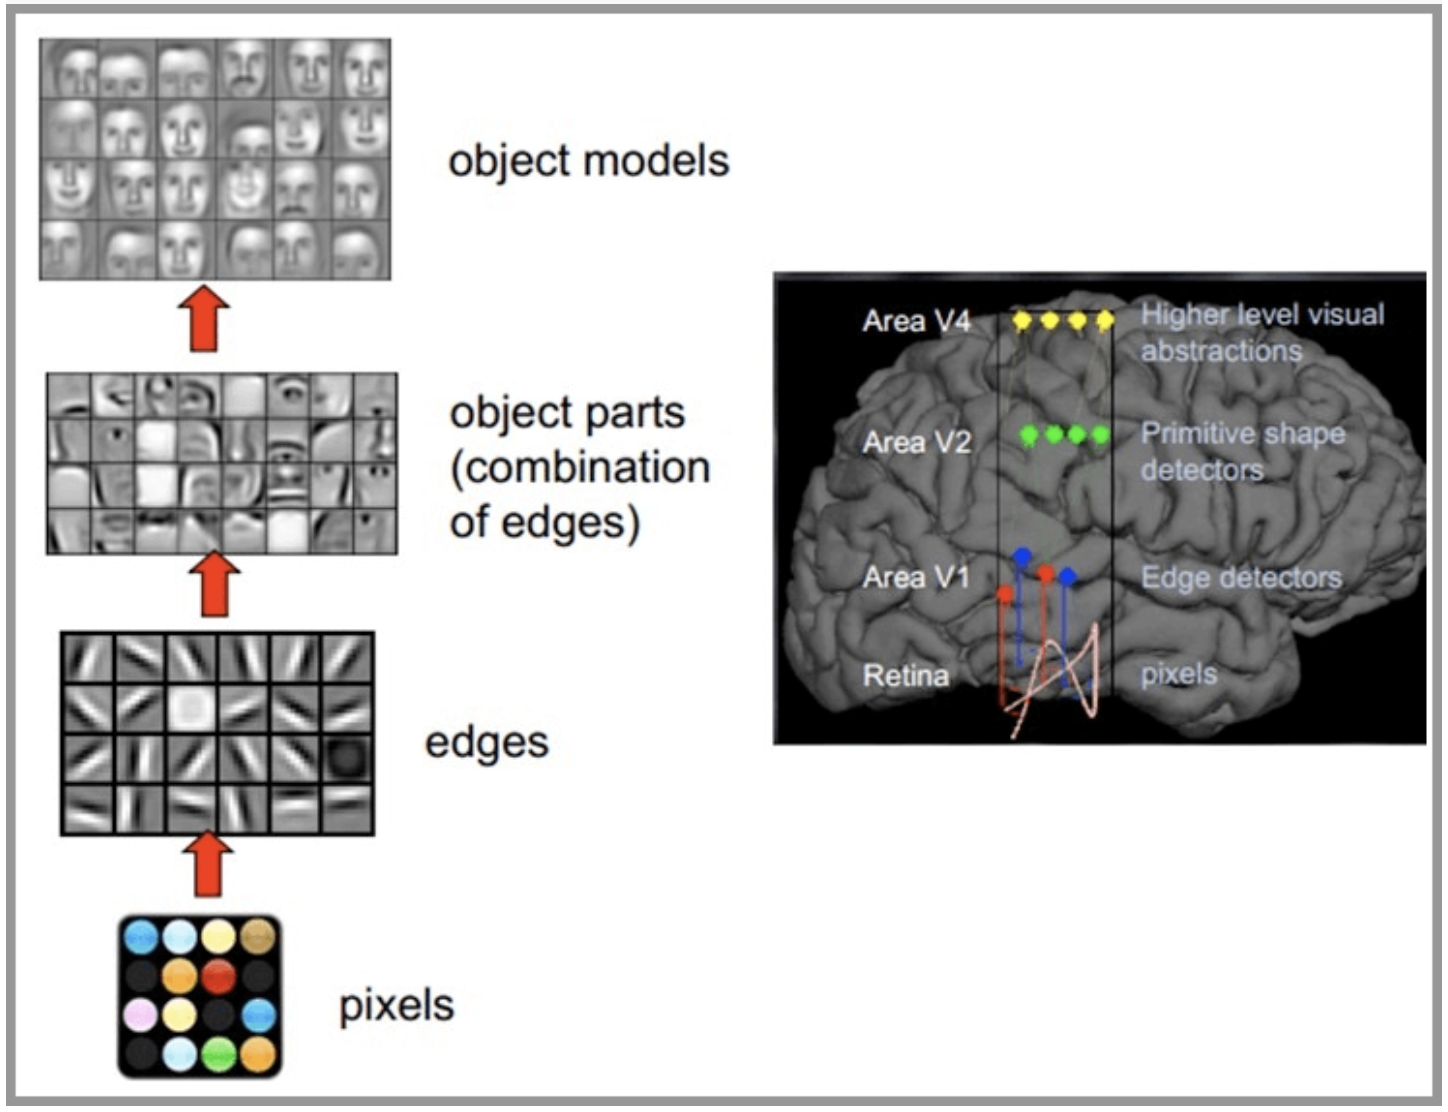 object models
object parts
(combination
of edges)
edges
pixels
Area V4
Higher level visual
abstractions
Area V2
Primitive shape
detectors
Area V1
Edge detectors
Retina
pixels